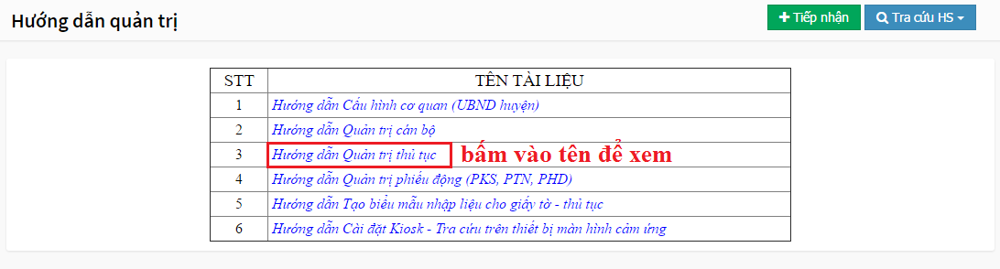 Hướng dẫn quản trị
Tiếp nhận
Tra cứu HS
STT TÊN TÀI LIỆU
1 Hướng dẫn Cấu hình cơ quan (UBND huyện)
2 Hướng dẫn Quản trị cán bộ
3 Hướng dẫn Quản trị thủ tục bấm vào tên để xem
4 Hướng dẫn Quản trị phiếu động (PKS, PTN, PHD)
5 Hướng dẫn Tạo biểu mẫu nhập liệu cho giấy tờ - thủ tục
6 Hướng dẫn Cài đặt Kiosk - Tra cứu trên thiết bị màn hình cảm ứng